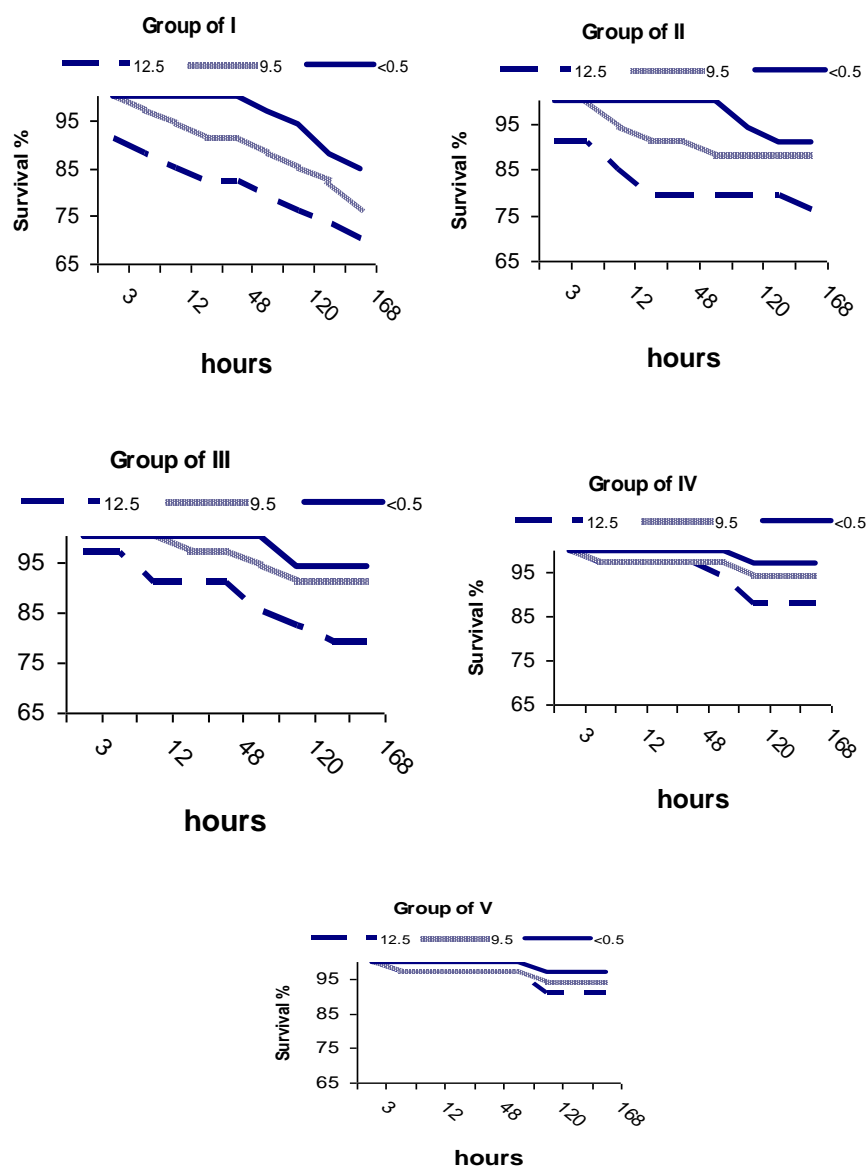 Group of I
12.5 9.5 <0.5
Survival %
95
85
75
65
3 12 48 120 168
hours
Group of II
12.5 9.5 <0.5
Survival %
95
85
75
65
3 12 48 120 168
hours
Group of III
12.5 9.5 <0.5
Survival %
95
85
75
65
3 12 48 120 168
hours
Group of IV
12.5 9.5 <0.5
Survival %
95
85
75
65
3 12 48 120 168
hours
Group of V
12.5 9.5 <0.5
Survival %
95
85
75
65
3 12 48 120 168
hours